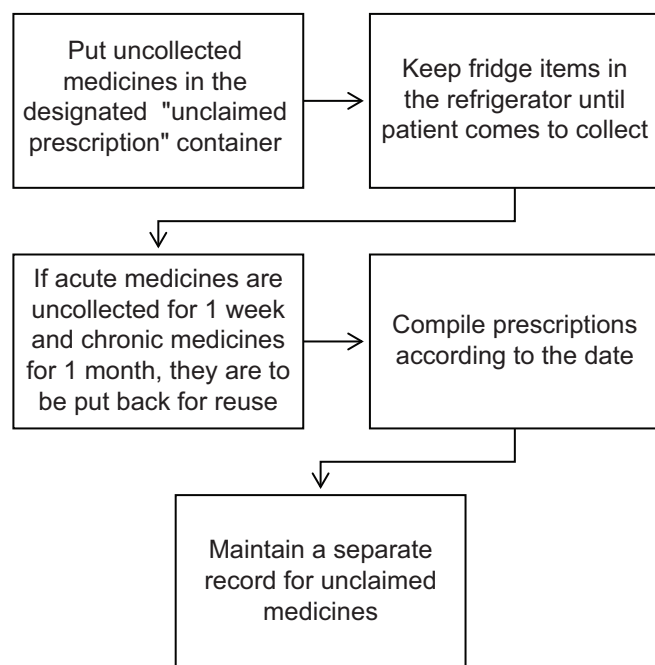 Put uncollected
medicines in the
designated  "unclaimed
prescription" container
Keep fridge items in
the refrigerator until
patient comes to collect
If acute medicines are
uncollected for 1 week
and chronic medicines
for 1 month, they are to
be put back for reuse
Compile prescriptions
according to the date
Maintain a separate
record for unclaimed
medicines